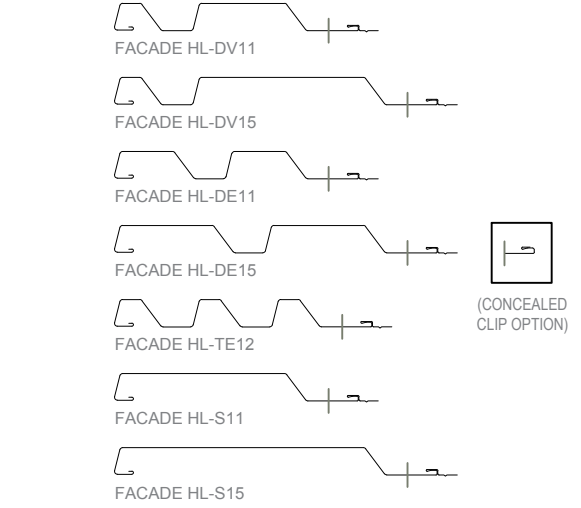 FACADE HL-DV11
FACADE HL-DV15
FACADE HL-DE11
FACADE HL-DE15
(CONCEALED
CLIP OPTION)
FACADE HL-TE12
FACADE HL-S11
FACADE HL-S15